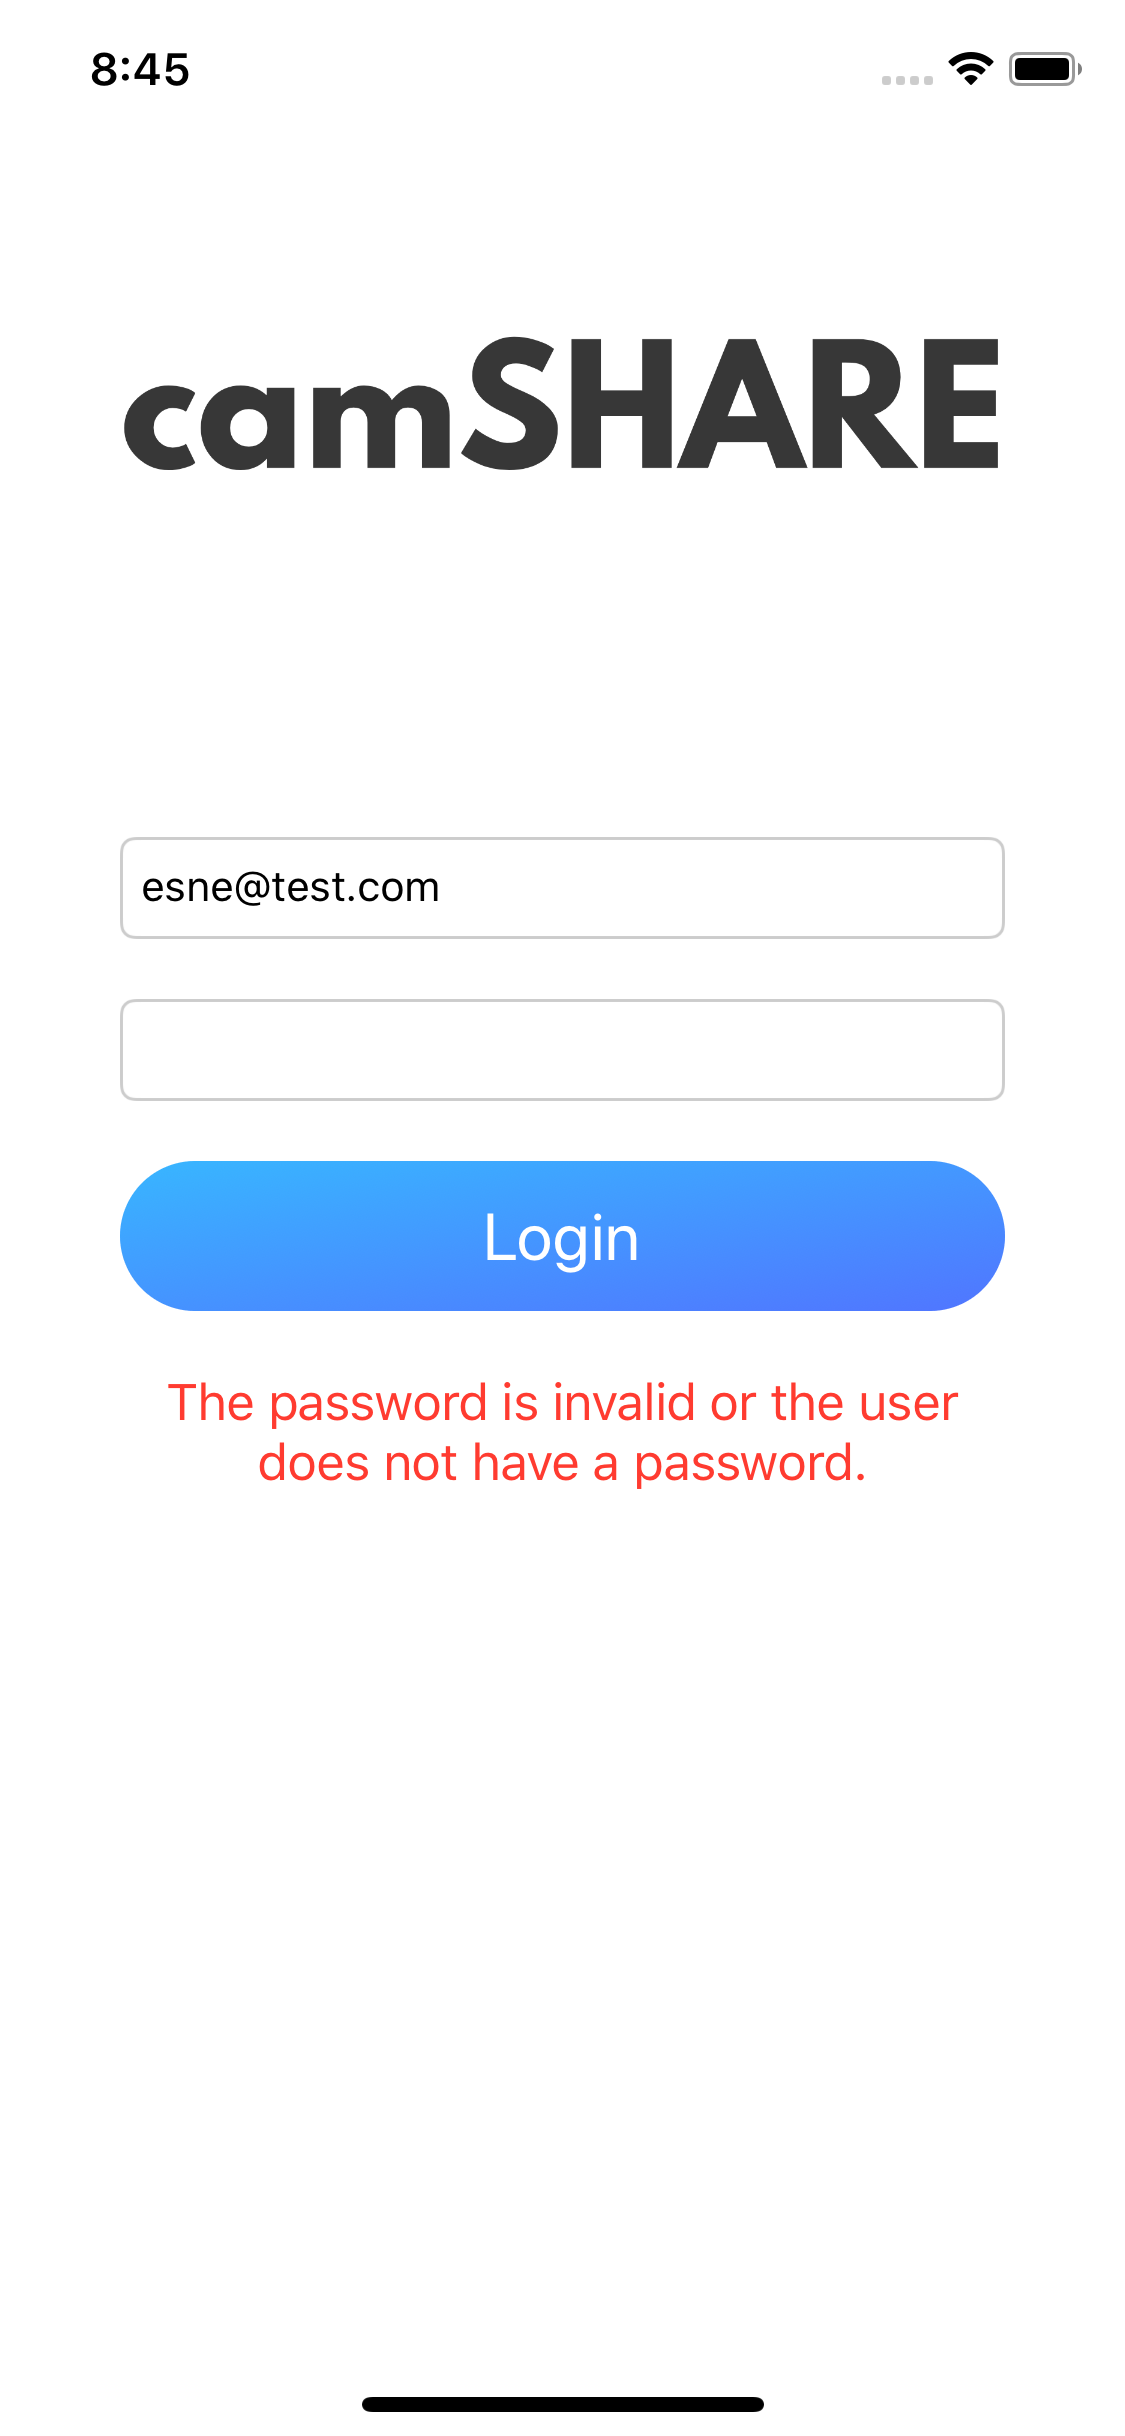 8:45
camSHARE
esne@test.com
Login
The password is invalid or the user
does not have a password.